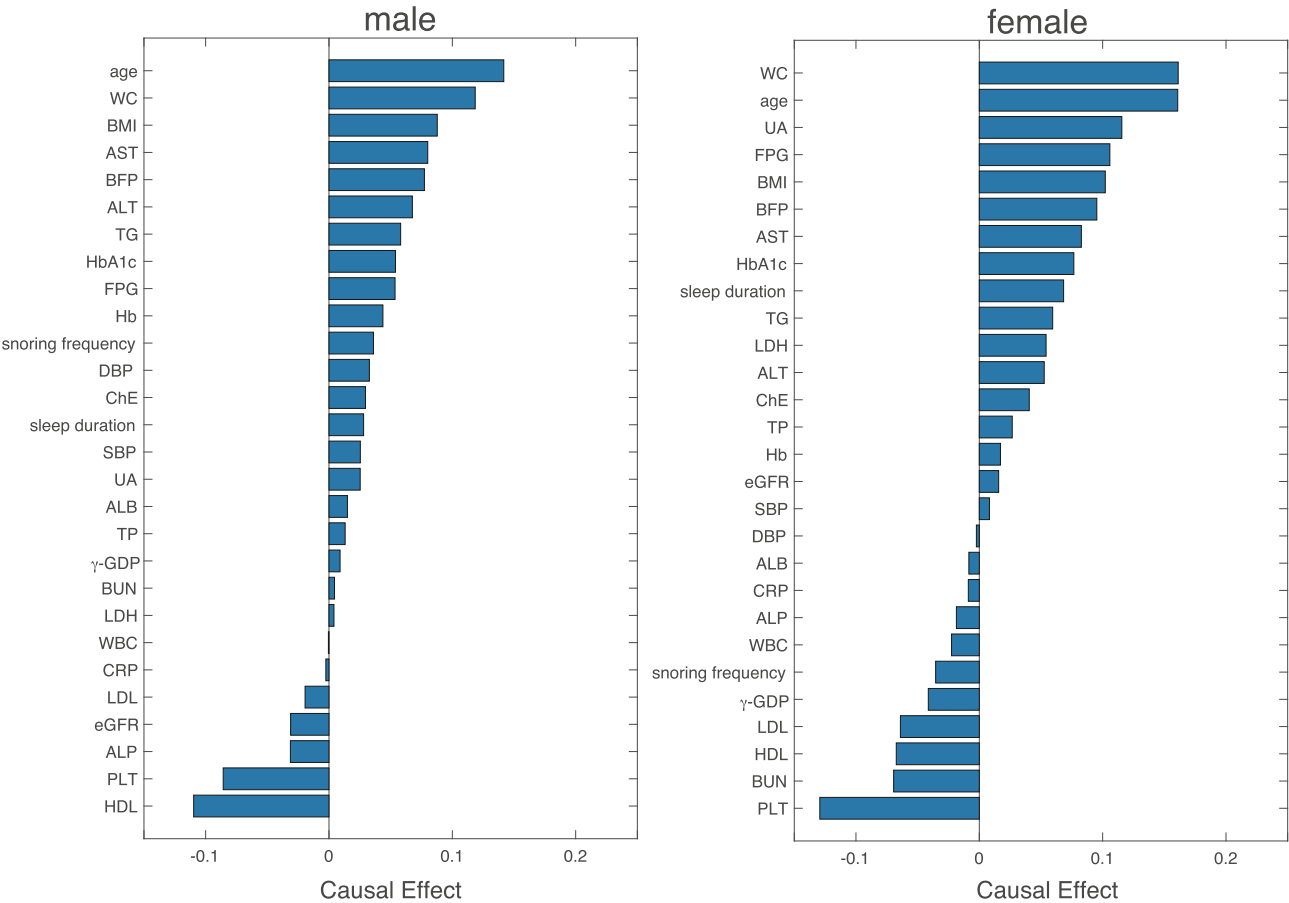 male
age
WC
BMI
AST
BFP
ALT
TG
HbA1c
FPG
Hb
snoring frequency
DBP
ChE
sleep duration
SBP
UA
ALB
TP
γ-GDP
BUN
LDH
WBC
CRP
LDL
eGFR
ALP
PLT
HDL
-0.1 0 0.1 0.2
Causal Effect
female
WC
age
UA
FPG
BMI
BFP
AST
HbA1c
sleep duration
TG
LDH
ALT
ChE
TP
Hb
eGFR
SBP
DBP
ALB
CRP
ALP
WBC
snoring frequency
γ-GDP
LDL
HDL
BUN
PLT
-0.1 0 0.1 0.2
Causal Effect